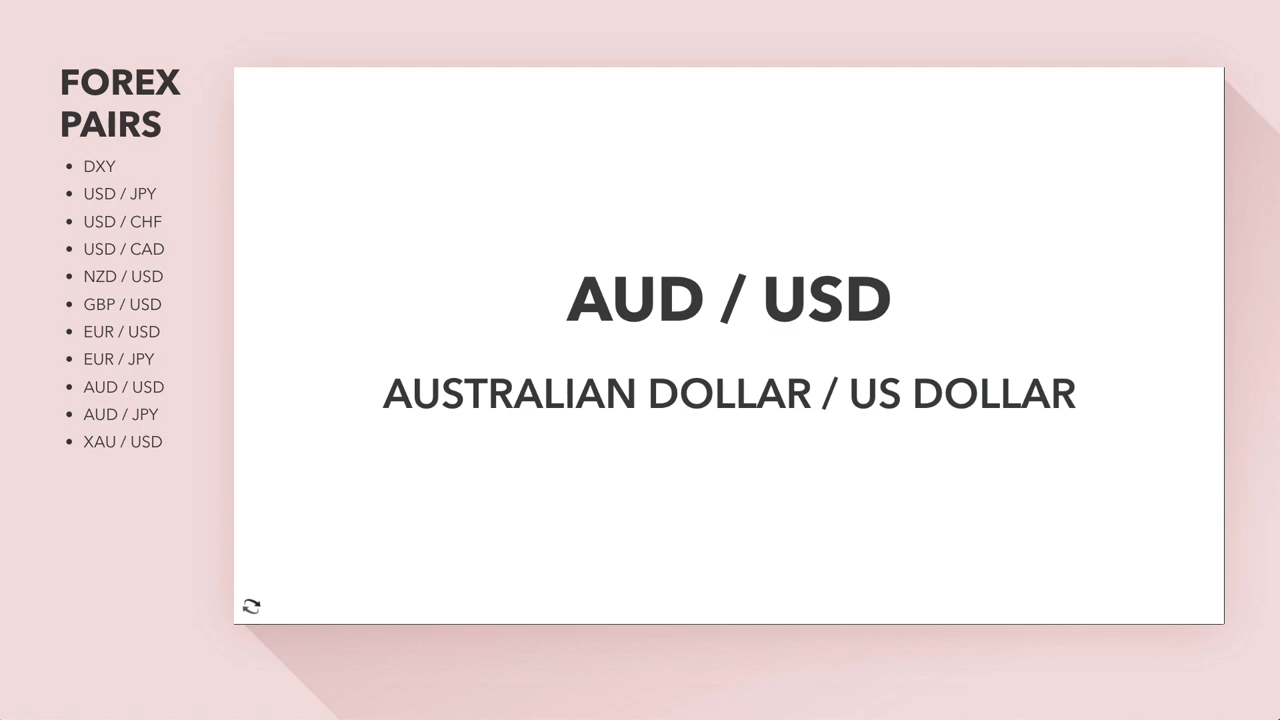 FOREX
PAIRS
• DXY
• USD / JPY
• USD / CHF
• USD / CAD
• NZD / USD
• GBP / USD
• EUR / USD
• EUR / JPY
• AUD / USD
• AUD / JPY
• XAU / USD
AUD / USD
AUSTRALIAN DOLLAR / US DOLLAR